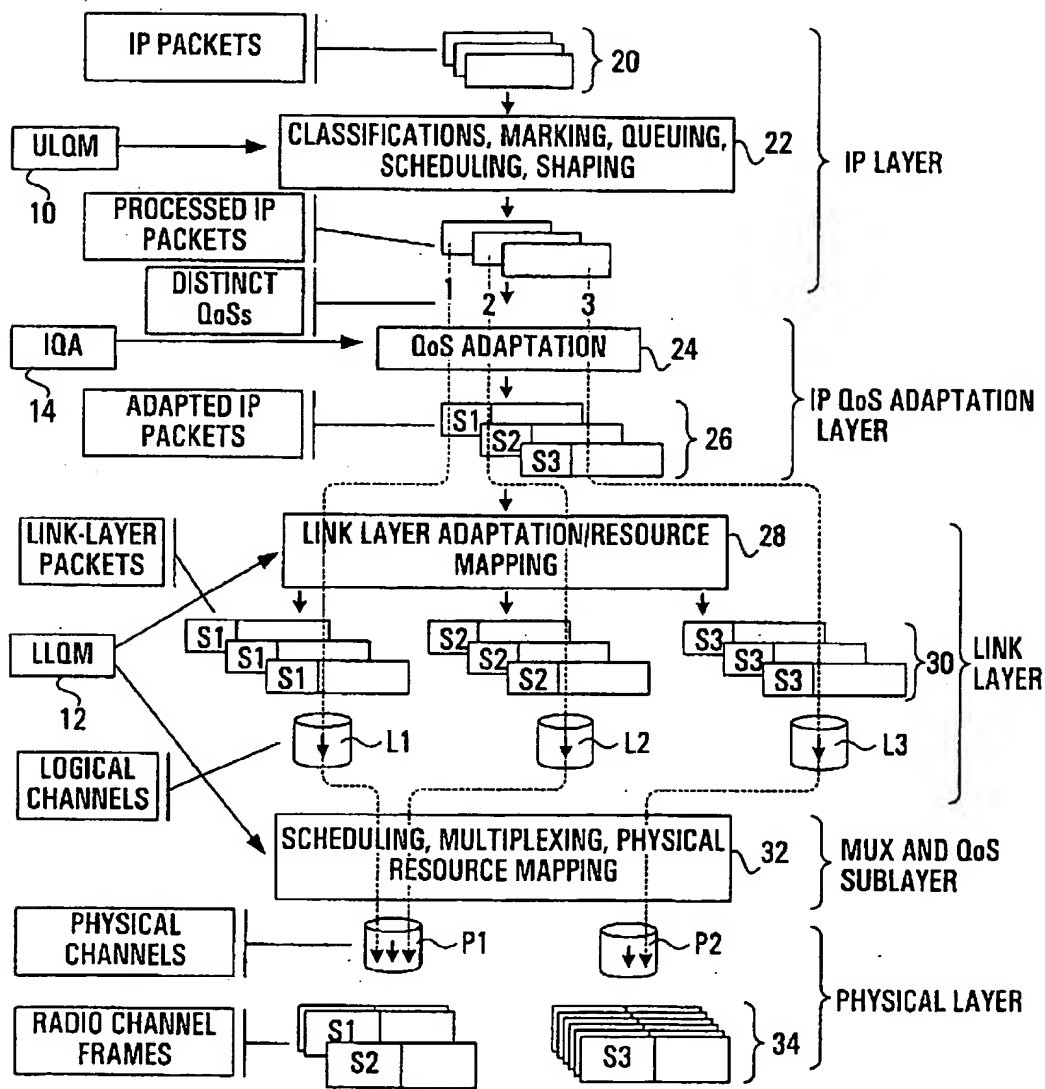 IP PACKETS
20
CLASSIFICATIONS, MARKING, QUEUING,
SCHEDULING, SHAPING
22
ULQM
10
IP LAYER
PROCESSED IP
PACKETS
DISTINCT
QoSs
1
2
3
IQA
14
QoS ADAPTATION
24
IP QoS ADAPTATION
LAYER
ADAPTED IP
PACKETS
S1
S2
S3
26
LINK-LAYER
PACKETS
LINK LAYER ADAPTATION/RESOURCE
MAPPING
28
LLQM
12
S1
S1
S1
S2
S2
S2
S3
S3
S3
30
LINK
LAYER
LOGICAL
CHANNELS
L1
L2
L3
SCHEDULING, MULTIPLEXING, PHYSICAL
RESOURCE MAPPING
32
MUX AND QoS
SUBLAYER
PHYSICAL
CHANNELS
P1
P2
PHYSICAL LAYER
RADIO CHANNEL
FRAMES
S1
S2
S3
34